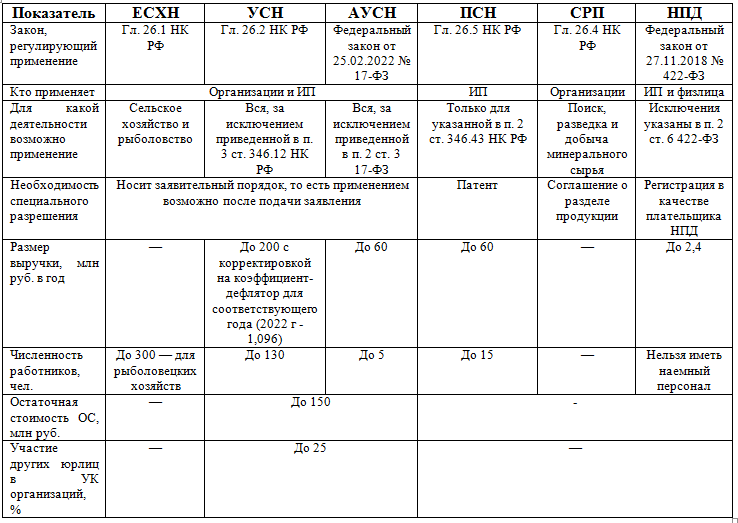 Показатель ЕСХН УСН АУСН ПСН СРП НПД
Закон,
регулирующий
применение
Гл. 26.1 НК
РФ
Гл. 26.2 НК РФ
Федеральный
закон от
25.02.2022 №
17-ФЗ
Гл. 26.5 НК РФ
Гл. 26.4 НК
РФ
Федеральный
закон от
27.11.2018 №
422-ФЗ
Кто применяет Организации и ИП ИП Организации ИП и физлица
Для какой
деятельности
возможно
применение
Сельское
хозяйство и
рыболовство
Вся, за
исключением
приведенной в п.
3 ст. 346.12 НК
РФ
Вся, за
исключением
приведенной
в п. 2 ст. 3
17-ФЗ
Только для
указанной в п. 2
ст. 346.43 НК РФ
Поиск,
разведка и
добыча
минерального
сырья
Исключения
указаны в п. 2
ст. 6 422-ФЗ
Необходимость
специального
разрешения
Носит заявительный порядок, то есть применением
возможно после подачи заявления
Патент
Соглашение о
разделе
продукции
Регистрация в
качестве
плательщика
НПД
Размер
выручки, млн
руб. в год
—
До 200 с
корректировкой
на коэффициент-
дефлятор для
соответствующего
года (2022 г -
1,096)
До 60
До 60
—
До 2,4
Численность
работников,
чел.
До 300 — для
рыболовецких
хозяйств
До 130
До 5
До 15
—
Нельзя иметь
наемный
персонал
Остаточная
стоимость ОС,
млн руб.
—
До 150
-
Участие
других юрлиц
в УК
организаций,
%
—
До 25
—